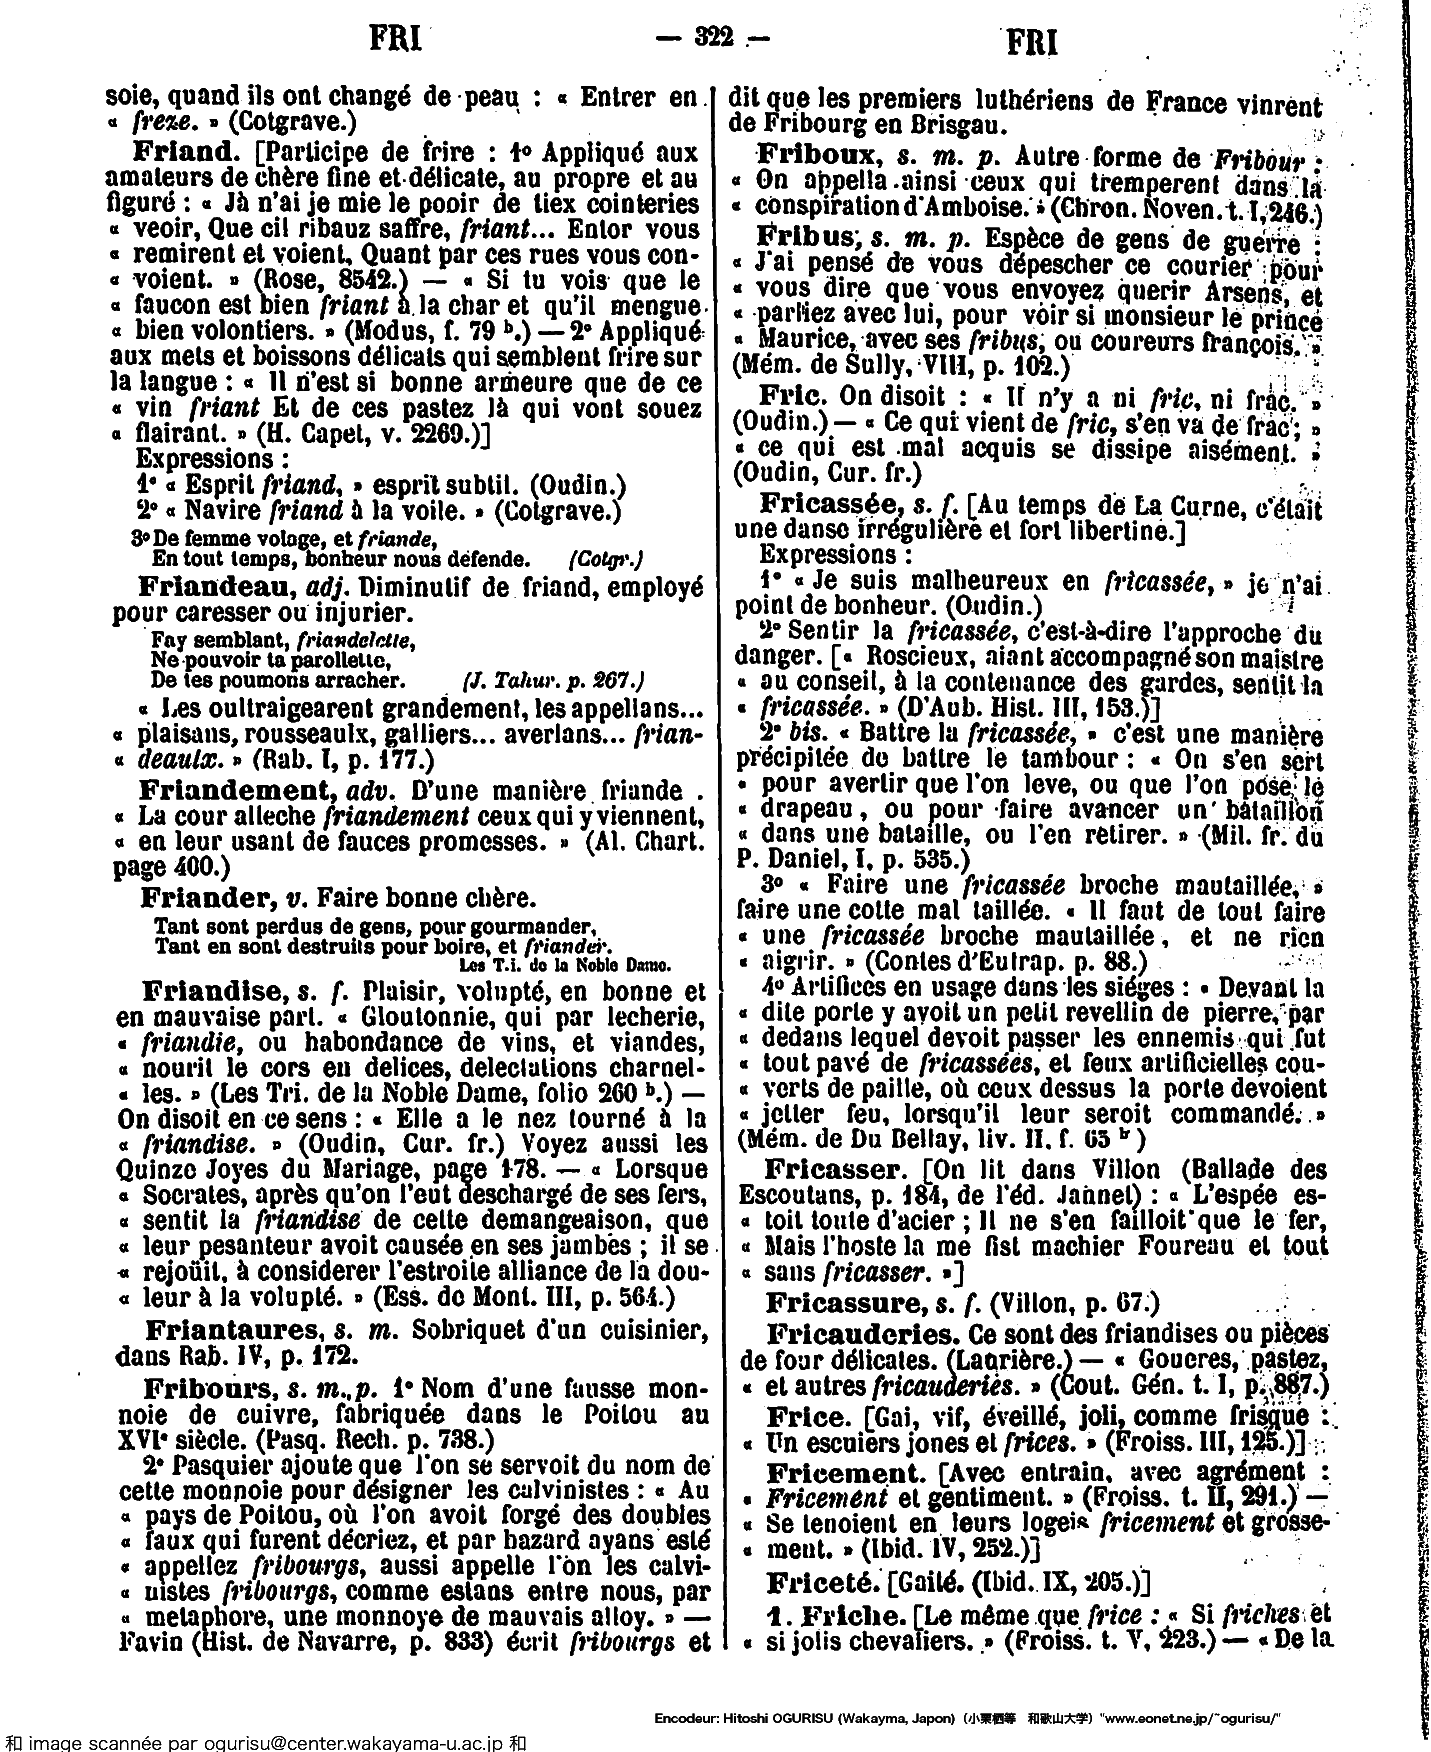 FRI — 322 — FRI
soie, quand ils ont changé de peau : « Entrer en
« freze. » (Cotgrave.)
Friand. [Participe de frire : 1º Appliqué aux
amateurs de chère fine et délicate, au propre et au
figuré : « Jà n'ai je mie le pooir de tiex cointeries
« veoir, Que cil ribauz saffre, friant... Entor vous
« remirent et voient, Quant par ces rues vous con-
« voient. » (Rose, 8542.) — « Si tu vois que le
« faucon est bien friant à la char et qu'il mengue
« bien volontiers. » (Modus, f. 79 b.) — 2º Appliqué
aux mets et boissons délicats qui semblent frire sur
la langue : « Il n'est si bonne armeure que de ce
« vin friant Et de ces pastez là qui vont souez
« flairant. » (H. Capet, v. 2269.)]
Expressions :
1º « Esprit friand, » esprit subtil. (Oudin.)
2º « Navire friand à la voile. » (Cotgrave.)
3º De femme volage, et friande,
En tout temps, bonheur nous défende. (Cotgr.)
Friandeau, adj. Diminutif de friand, employé
pour caresser ou injurier.
Fay semblant, friandelette,
Ne pouvoir ta parollette,
De tes poumons arracher. (J. Tahur. p. 267.)
« Les oultraigearent grandement, les appellans...
« plaisans, rousseaulx, galliers... averlans... frian-
« deaulx. » (Rab. I, p. 177.)
Friandement, adv. D'une manière friande .
« La cour alleche friandement ceux qui y viennent,
« en leur usant de fauces promesses. » (Al. Chart.
page 400.)
Friander, v. Faire bonne chère.
Tant sont perdus de gens, pour gourmander,
Tant en sont destruits pour boire, et friander.
Les T.i. de la Noble Dame.
Friandise, s. f. Plaisir, volupté, en bonne et
en mauvaise part. « Gloutonnie, qui par lecherie,
« friandie, ou habondance de vins, et viandes,
« nourit le cors en délices, delectations charnel-
« les. » (Les Tri. de la Noble Dame, folio 260 b.) —
On disoit en ce sens : « Elle a le nez tourné à la
« friandise. » (Oudin, Cur. fr.) Voyez aussi les
Quinze Joyes du Mariage, page 178. — « Lorsque
« Socrates, après qu'on l'eut deschargé de ses fers,
« sentit la friandise de cette demangeaison, que
« leur pesanteur avoit causée en ses jambes ; il se
« rejoüit, à considerer l'estroite alliance de la dou-
« leur à la volupté. » (Ess. de Mont. III, p. 564.)
Friantaures, s. m. Sobriquet d'un cuisinier,
dans Rab. IV, p. 172.
Fribours, s. m. p. 1º Nom d'une fausse mon-
noie de cuivre, fabriquée dans le Poitou au
XVIe siècle. (Pasq. Rech. p. 738.)
2º Pasquier ajoute que l'on se servoit du nom de
cette monnoie pour désigner les calvinistes : « Au
« pays de Poitou, où l'on avoit forgé des doubles
« faux qui furent décriez, et par hazard ayans esté
« appellez fribourgs, aussi appelle l'on les calvi-
« nistes fribourgs, comme estans entre nous, par
« metaphore, une monnoye de mauvais alloy. » —
Favin (Hist. de Navarre, p. 833) écrit fribourgs et
dit que les premiers luthériens de France vinrent
de Fribourg en Brisgau.
Friboux, s. m. p. Autre forme de Fribour :
« On appella ainsi ceux qui tremperent dans la
« conspiration d'Amboise. » (Chron. Noven. t. I, 246.)
Fribus, s. m. p. Espèce de gens de guerre :
« J'ai pensé de vous dépescher ce courier pour
« vous dire que vous envoyez querir Arsens, et
« parliez avec lui, pour voir si monsieur le prince
« Maurice, avec ses fribus, ou coureurs françois. »
(Mém. de Sully, VIII, p. 102.)
Fric. On disoit : « Il n'y a ni fric, ni frac. »
(Oudin.) — « Ce qui vient de fric, s'en va de frac ; »
« ce qui est mal acquis se dissipe aisément. »
(Oudin, Cur. fr.)
Fricassée, s. f. [Au temps de La Curne, c'était
une danse irrégulière et fort libertine.]
Expressions :
1º « Je suis malheureux en fricassée, » je n'ai
point de bonheur. (Oudin.)
2º Sentir la fricassée, c'est-à-dire l'approche du
danger. [« Roscieux, aiant accompagné son maistre
« au conseil, à la contenance des gardes, sentit la
« fricassée. » (D'Aub. Hist. III, 153.)]
2º bis. « Battre la fricassée, » c'est une manière
précipitée de battre le tambour : « On s'en sert
« pour avertir que l'on leve, ou que l'on pose le
« drapeau, ou pour faire avancer un bataillon
« dans une bataille, ou l'en retirer. » (Mil. fr. du
P. Daniel, I, p. 535.)
3º « Faire une fricassée broche mautaillée, »
faire une cotte mal taillée. « Il faut de tout faire
« une fricassée broche mautaillée, et ne rien
« aigrir. » (Contes d'Eutrap. p. 88.)
4º Artifices en usage dans les siéges : « Devant la
« dite porte y avoit un petit revellin de pierre, par
« dedans lequel devoit passer les ennemis qui fut
« tout pavé de fricassées, et feux artificielles cou-
« verts de paille, où ceux dessus la porte devoient
« jetter feu, lorsqu'il leur seroit commandé. »
(Mém. de Du Bellay, liv. II, f. 65 b)
Fricasser. [On lit dans Villon (Ballade des
Escoutans, p. 184, de l'éd. Jannet) : « L'espée es-
« toit toute d'acier ; Il ne s'en failloit que le fer,
« Mais l'hoste la me fist machier Foureau et tout
« sans fricasser. »]
Fricassure, s. f. (Villon, p. 67.)
Fricauderies. Ce sont des friandises ou pièces
de four délicates. (Laurière.) — « Goueres, pastez,
« et autres fricauderies. » (Cout. Gén. t. I, p. 887.)
Frice. [Gai, vif, éveillé, joli, comme frisque :
« Un escuiers jones et frices. » (Froiss. III, 125.)]
Fricement. [Avec entrain, avec agrément :
« Fricement et gentiment. » (Froiss. t. II, 291.) —
« Se tenoient en leurs logeis fricement et grosse-
« ment. » (Ibid. IV, 252.)]
Friceté. [Gaité. (Ibid. IX, 205.)]
1. Friche. [Le même que frice : « Si friches et
« si jolis chevaliers. » (Froiss. t. V, 223.) — « De la
Encodeur: Hitoshi OGURISU (Wakayma, Japon)（小栗栖等　和歌山大学）"www.eonet.ne.jp/~ogurisu/"
和 image scannée par ogurisu@center.wakayama-u.ac.jp 和